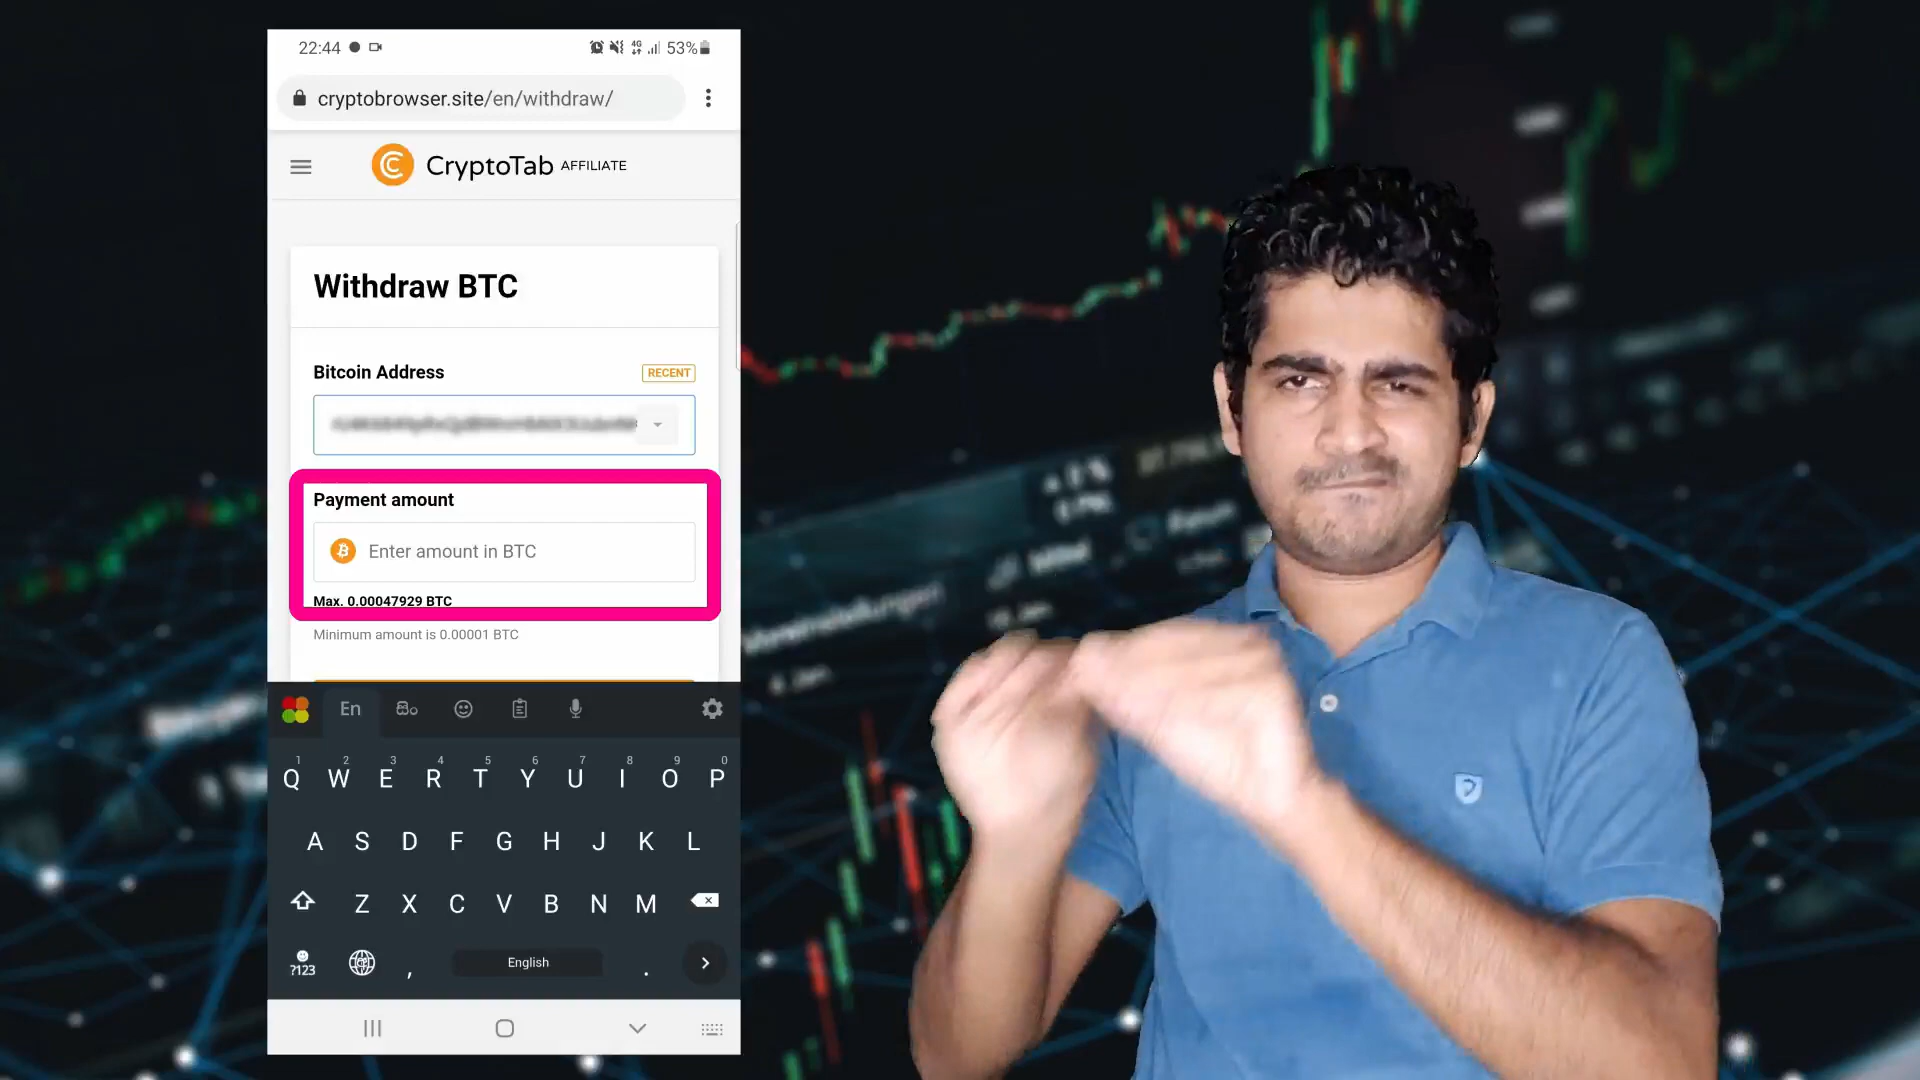 22:44
4G
53%
cryptobrowser.site/en/withdraw/
CryptoTab AFFILIATE
Withdraw BTC
Bitcoin Address
RECENT
Payment amount
Enter amount in BTC
Max. 0.00047929 BTC
Minimum amount is 0.00001 BTC
En
1 2 3 4 5 6 7 8 9 0
Q W E R T Y U I O P
A S D F G H J K L
Z X C V B N M
?123 , English .